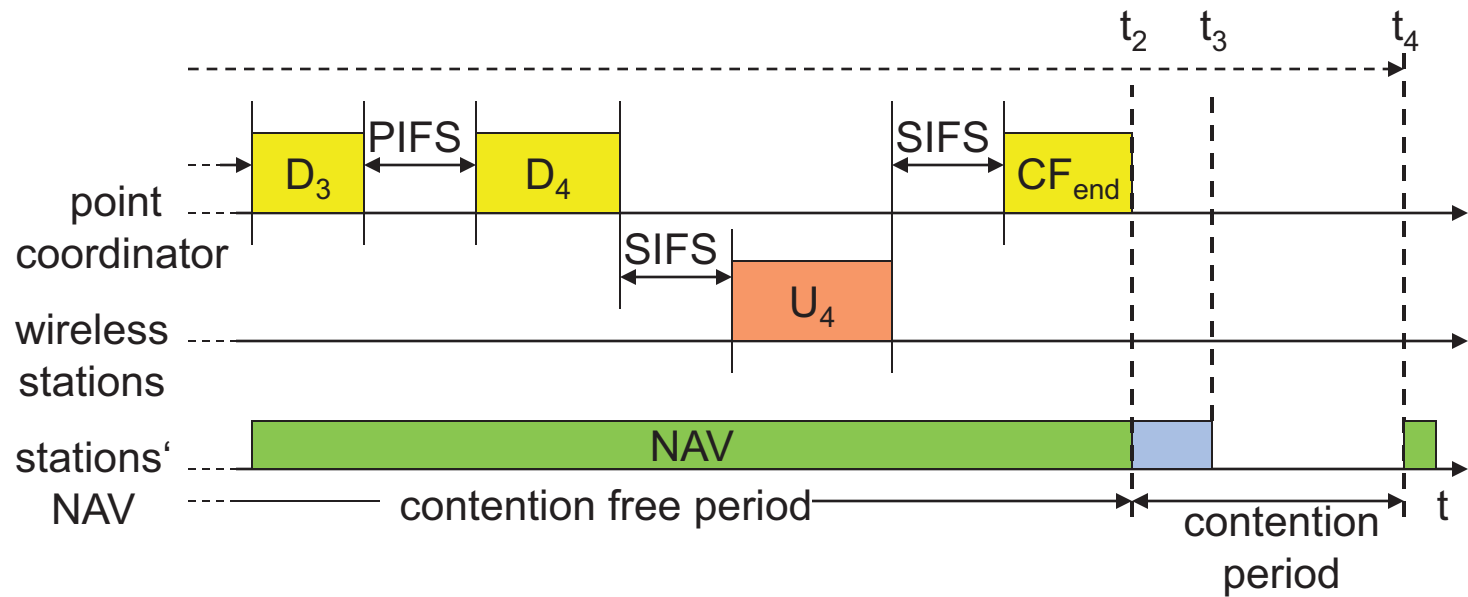 t2 t3 t4
PIFS SIFS
D3 D4 CFend
point
coordinator
SIFS
U4
wireless
stations
NAV
stations‘
NAV
contention free period
t
contention
period